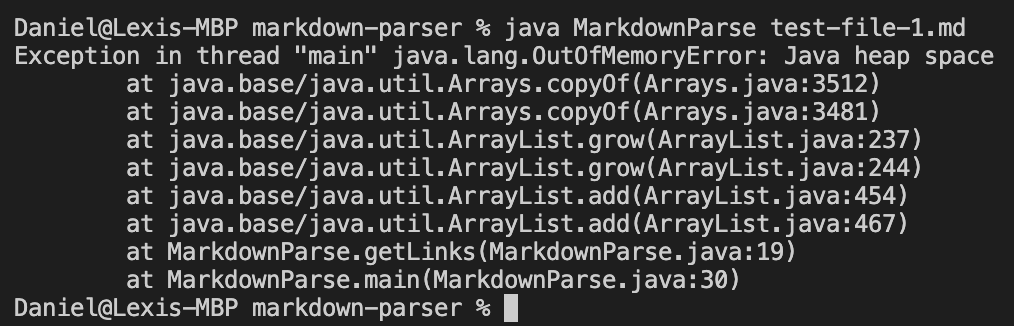 Daniel@Lexis-MBP markdown-parser % java MarkdownParse test-file-1.md
Exception in thread "main" java.lang.OutOfMemoryError: Java heap space
        at java.base/java.util.Arrays.copyOf(Arrays.java:3512)
        at java.base/java.util.Arrays.copyOf(Arrays.java:3481)
        at java.base/java.util.ArrayList.grow(ArrayList.java:237)
        at java.base/java.util.ArrayList.grow(ArrayList.java:244)
        at java.base/java.util.ArrayList.add(ArrayList.java:454)
        at java.base/java.util.ArrayList.add(ArrayList.java:467)
        at MarkdownParse.getLinks(MarkdownParse.java:19)
        at MarkdownParse.main(MarkdownParse.java:30)
Daniel@Lexis-MBP markdown-parser %